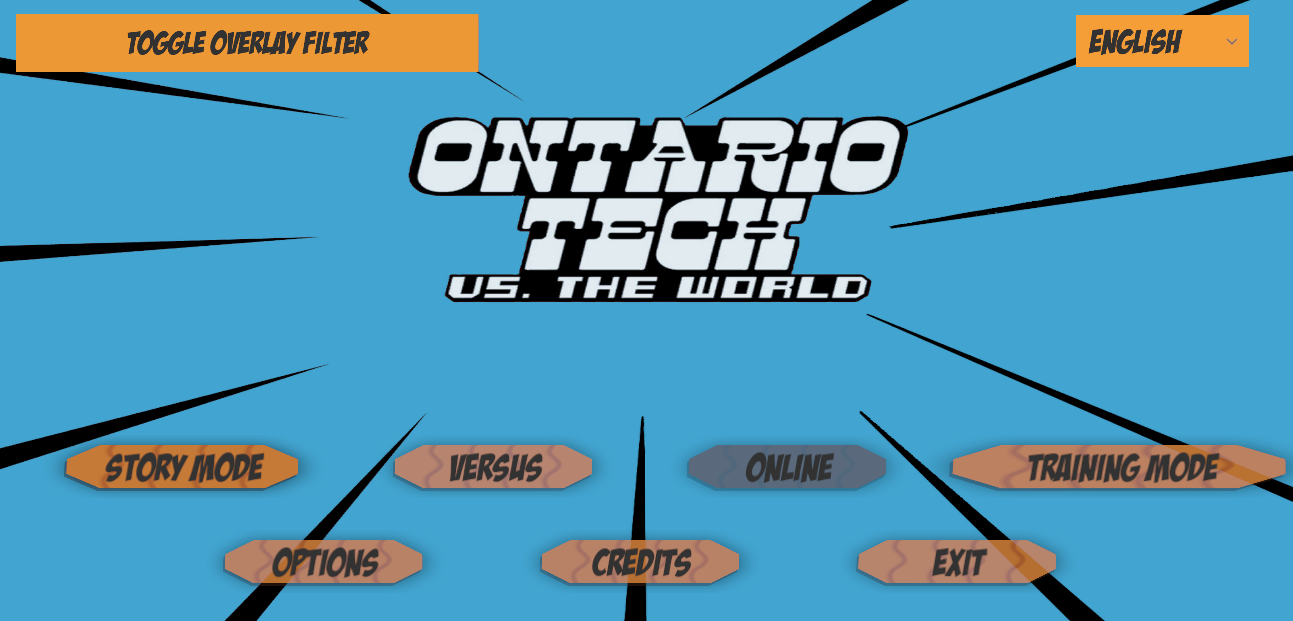 TOGGLE OVERLAY FILTER
ENGLISH
ONTARIO
TECH
VS. THE WORLD
STORY MODE
VERSUS
ONLINE
TRAINING MODE
OPTIONS
CREDITS
EXIT